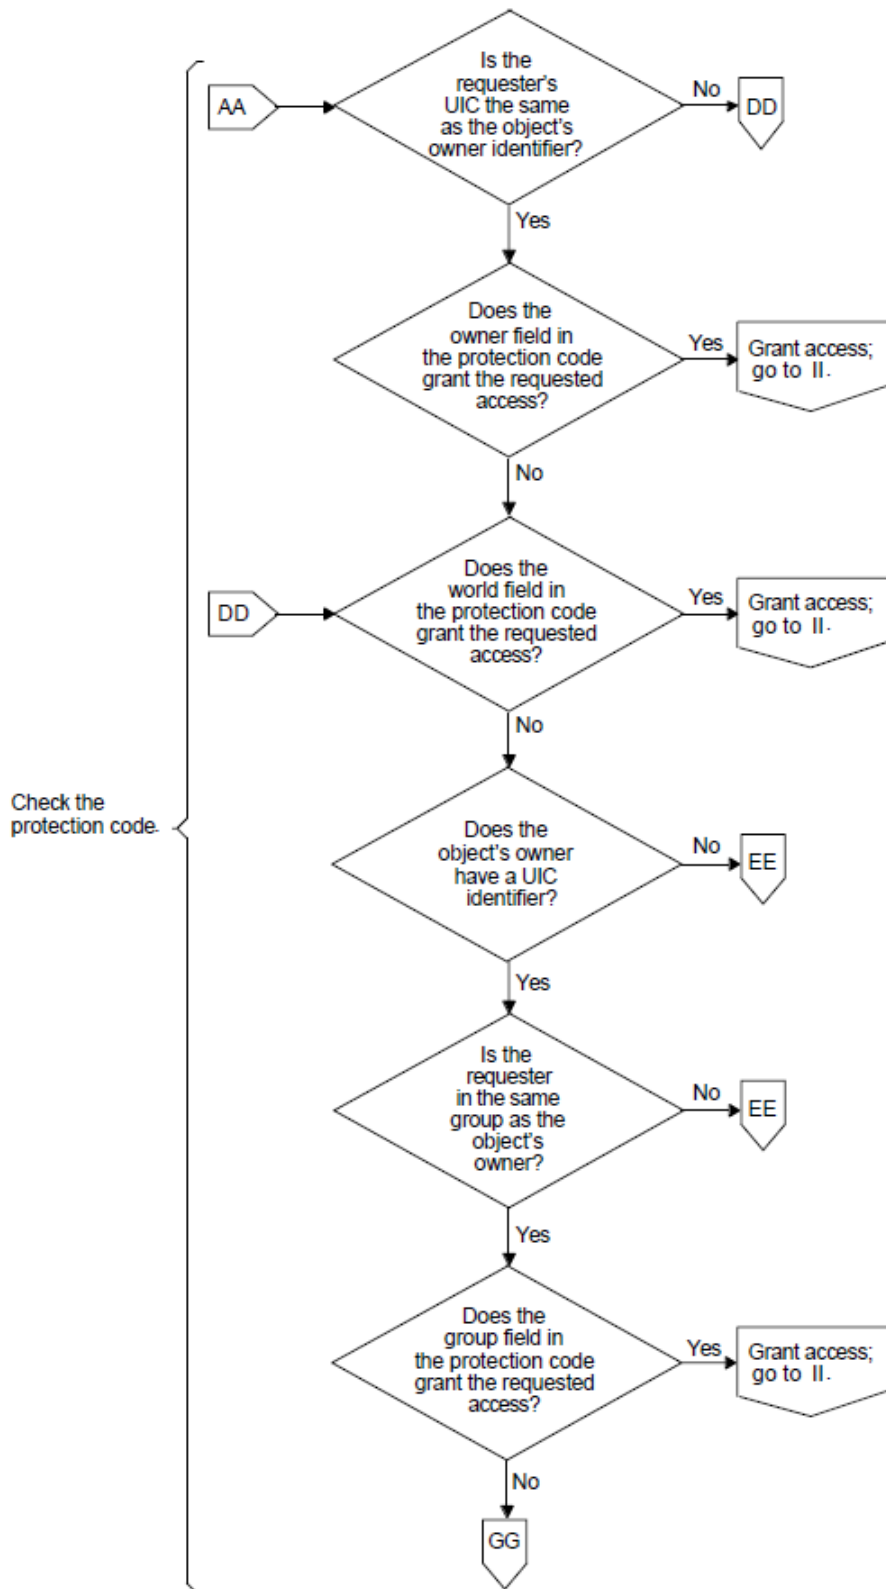 Is the
requester's
UIC the same
as the object's
owner identifier?
AA
No
DD
Yes
Does the
owner field in
the protection code
grant the requested
access?
Yes
Grant access;
go to II.
No
DD
Does the
world field in
the protection code
grant the requested
access?
Yes
Grant access;
go to II.
No
Check the
protection code.
Does the
object's owner
have a UIC
identifier?
No
EE
Yes
Is the
requester
in the same
group as the
object's
owner?
No
EE
Yes
Does the
group field in
the protection code
grant the requested
access?
Yes
Grant access;
go to II.
No
GG